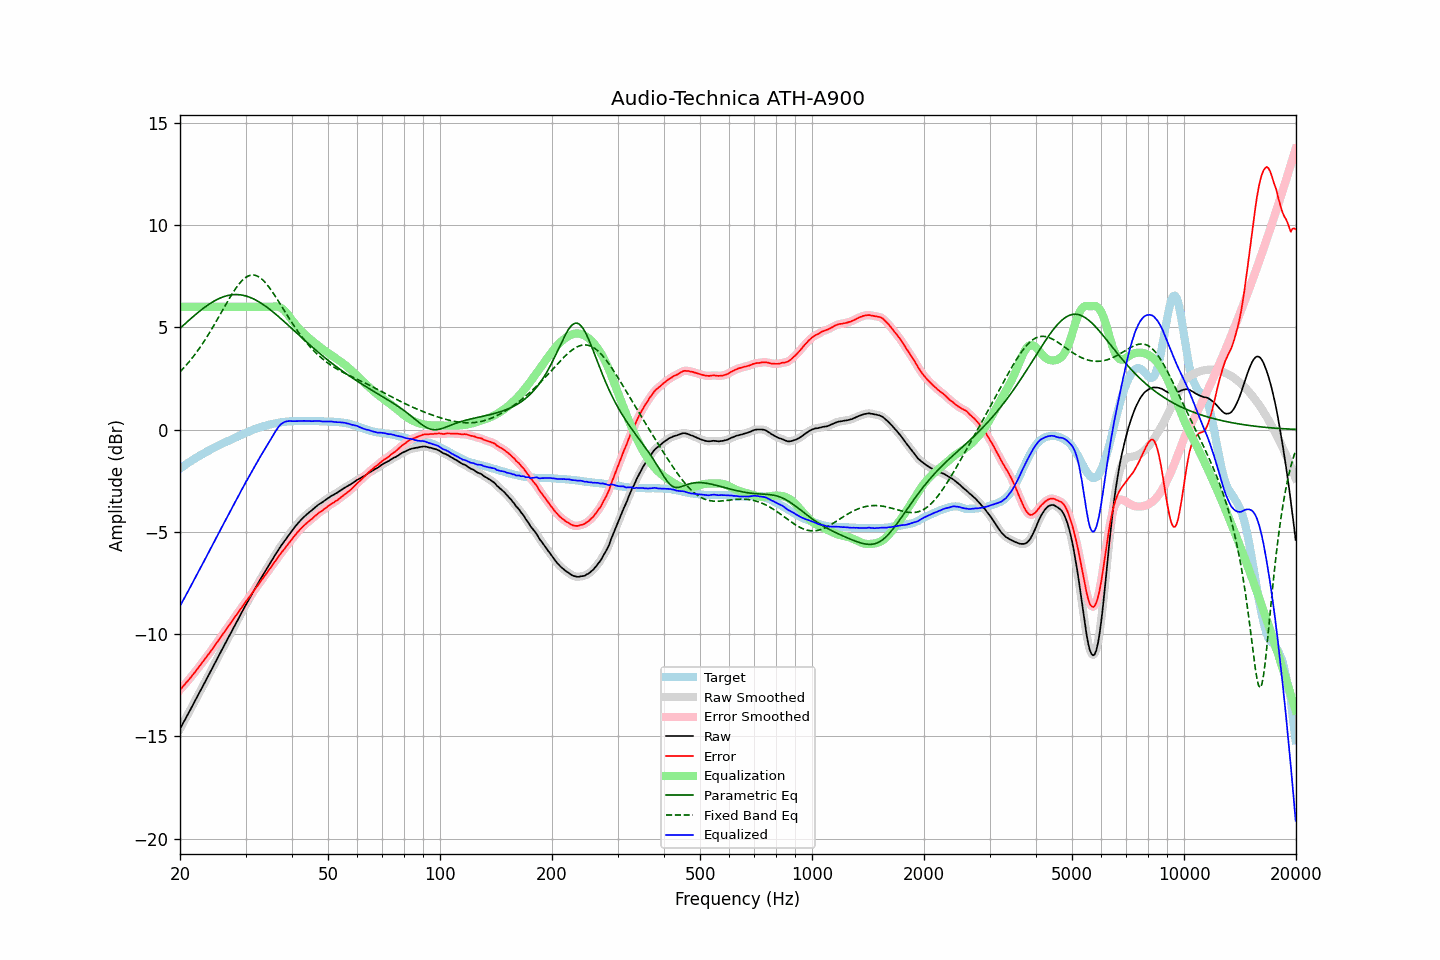 Audio-Technica ATH-A900
Amplitude (dBr)
15
10
5
0
−5
−10
−15
−20
Target
Raw Smoothed
Error Smoothed
Raw
Error
Equalization
Parametric Eq
Fixed Band Eq
Equalized
20 50 100 200 500 1000 2000 5000 10000 20000
Frequency (Hz)